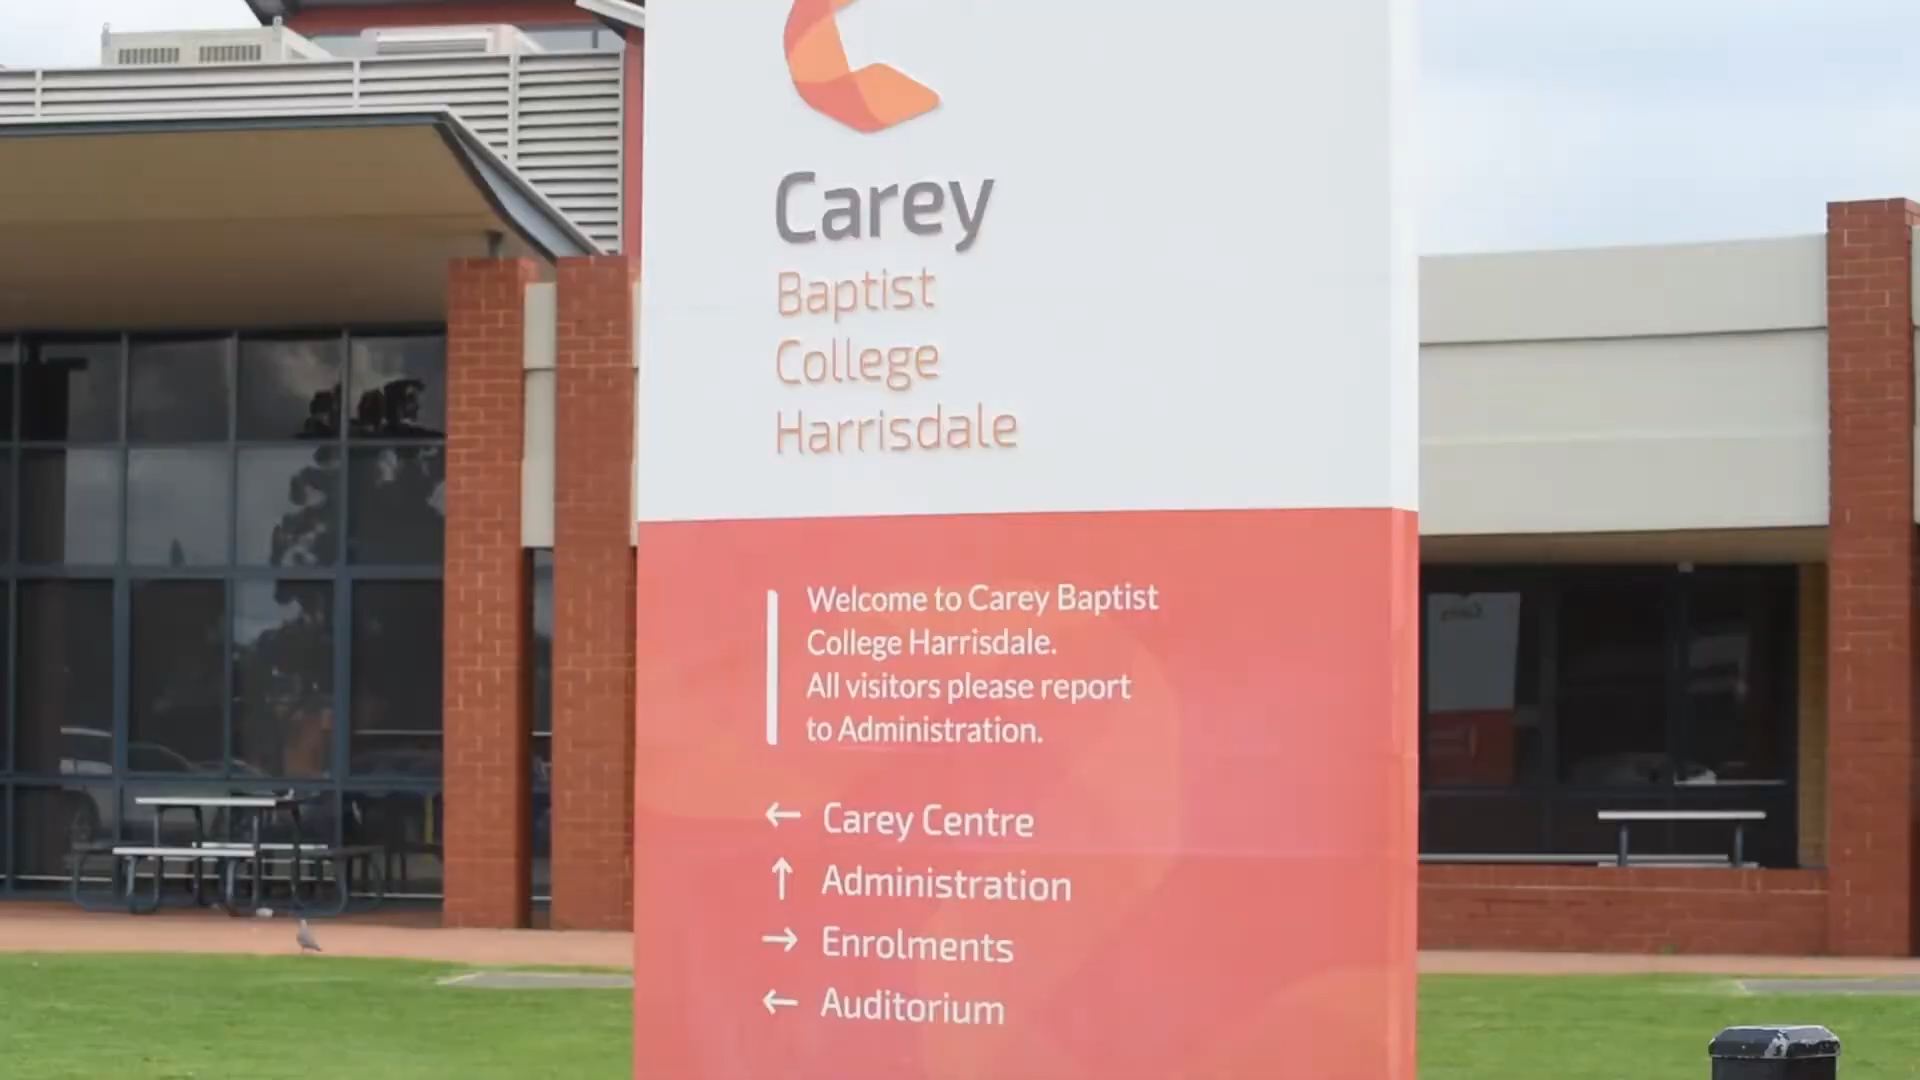 Carey
Baptist
College
Harrisdale
Welcome to Carey Baptist
College Harrisdale.
All visitors please report
to Administration.
← Carey Centre
↑ Administration
→ Enrolments
← Auditorium